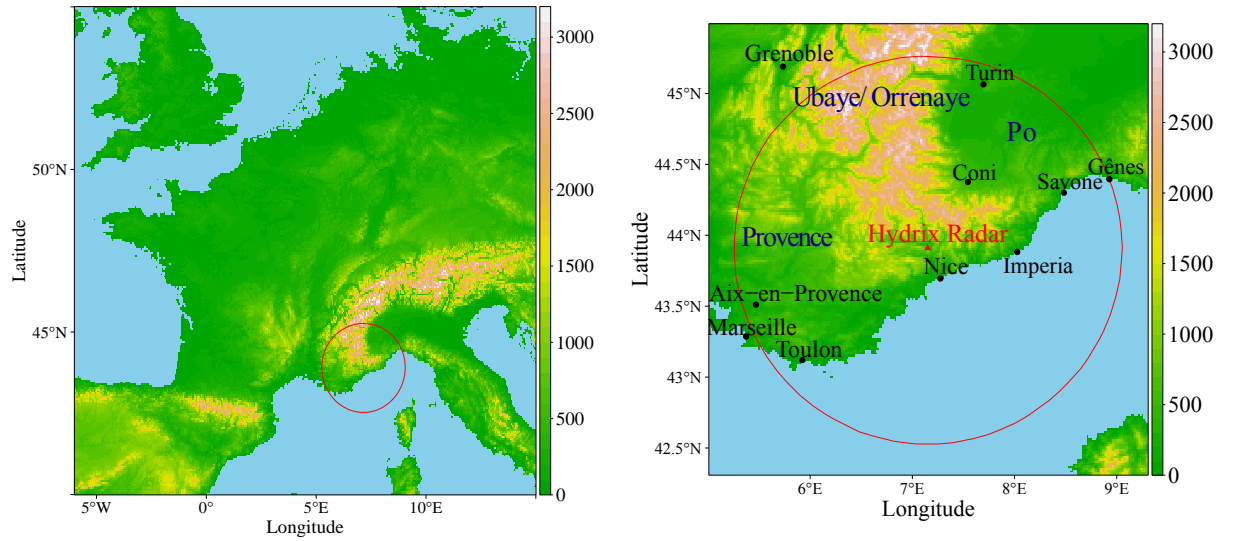 50°N
45°N
Latitude
5°W
0°
5°E
10°E
Longitude
3000
2500
2000
1500
1000
500
0
45°N
44.5°N
44°N
43.5°N
43°N
42.5°N
Latitude
Grenoble
Turin
Ubaye/ Orrenaye
Po
Coni
Gênes
Savone
Provence
Hydrix Radar
Nice
Imperia
Aix−en−Provence
Marseille
Toulon
6°E
7°E
8°E
9°E
Longitude
3000
2500
2000
1500
1000
500
0